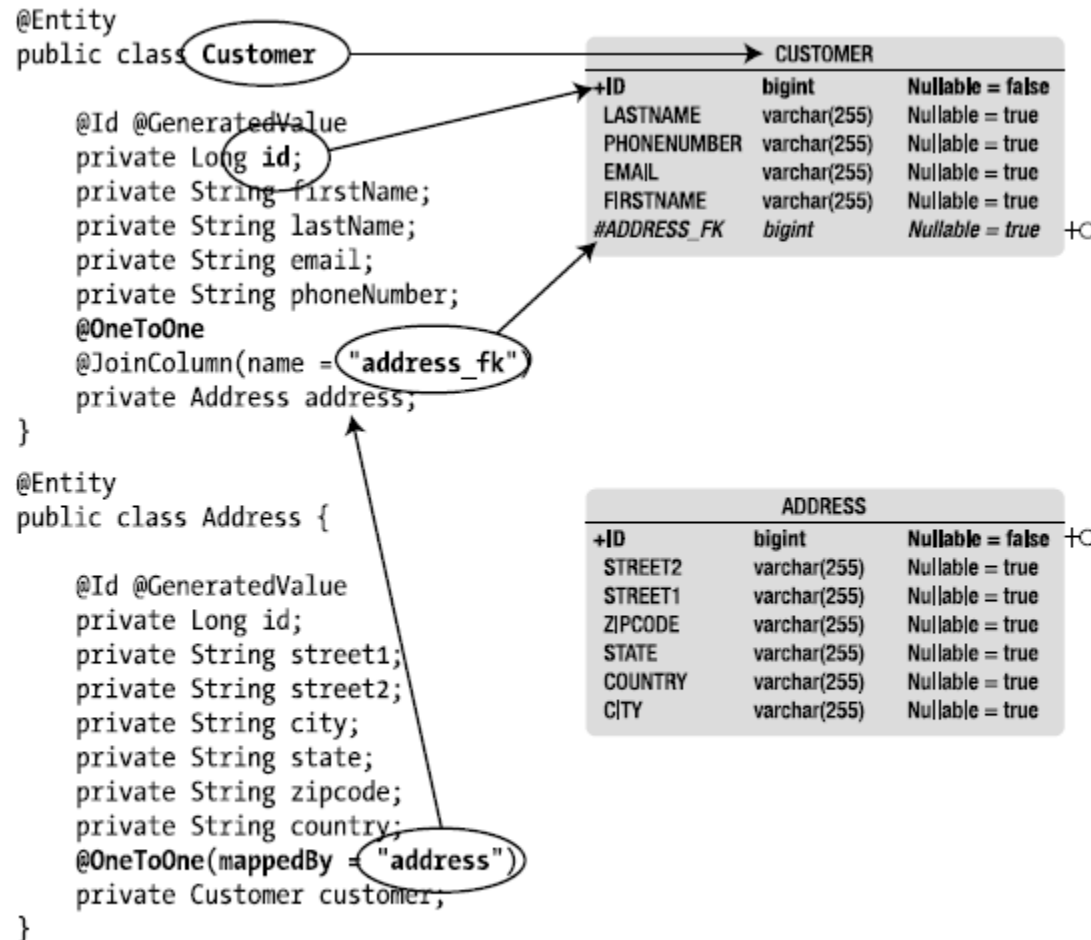 @Entity
public class Customer
@Id @GeneratedValue
private Long id;
private String firstName;
private String lastName;
private String email;
private String phoneNumber;
@OneToOne
@JoinColumn(name = "address_fk")
private Address address;
}
CUSTOMER
+ID bigint Nullable = false
LASTNAME varchar(255) Nullable = true
PHONENUMBER varchar(255) Nullable = true
EMAIL varchar(255) Nullable = true
FIRSTNAME varchar(255) Nullable = true
#ADDRESS_FK bigint Nullable = true
@Entity
public class Address {
@Id @GeneratedValue
private Long id;
private String street1;
private String street2;
private String city;
private String state;
private String zipcode;
private String country;
@OneToOne(mappedBy = "address")
private Customer customer;
}
ADDRESS
+ID bigint Nullable = false
STREET2 varchar(255) Nullable = true
STREET1 varchar(255) Nullable = true
ZIPCODE varchar(255) Nullable = true
STATE varchar(255) Nullable = true
COUNTRY varchar(255) Nullable = true
CITY varchar(255) Nullable = true